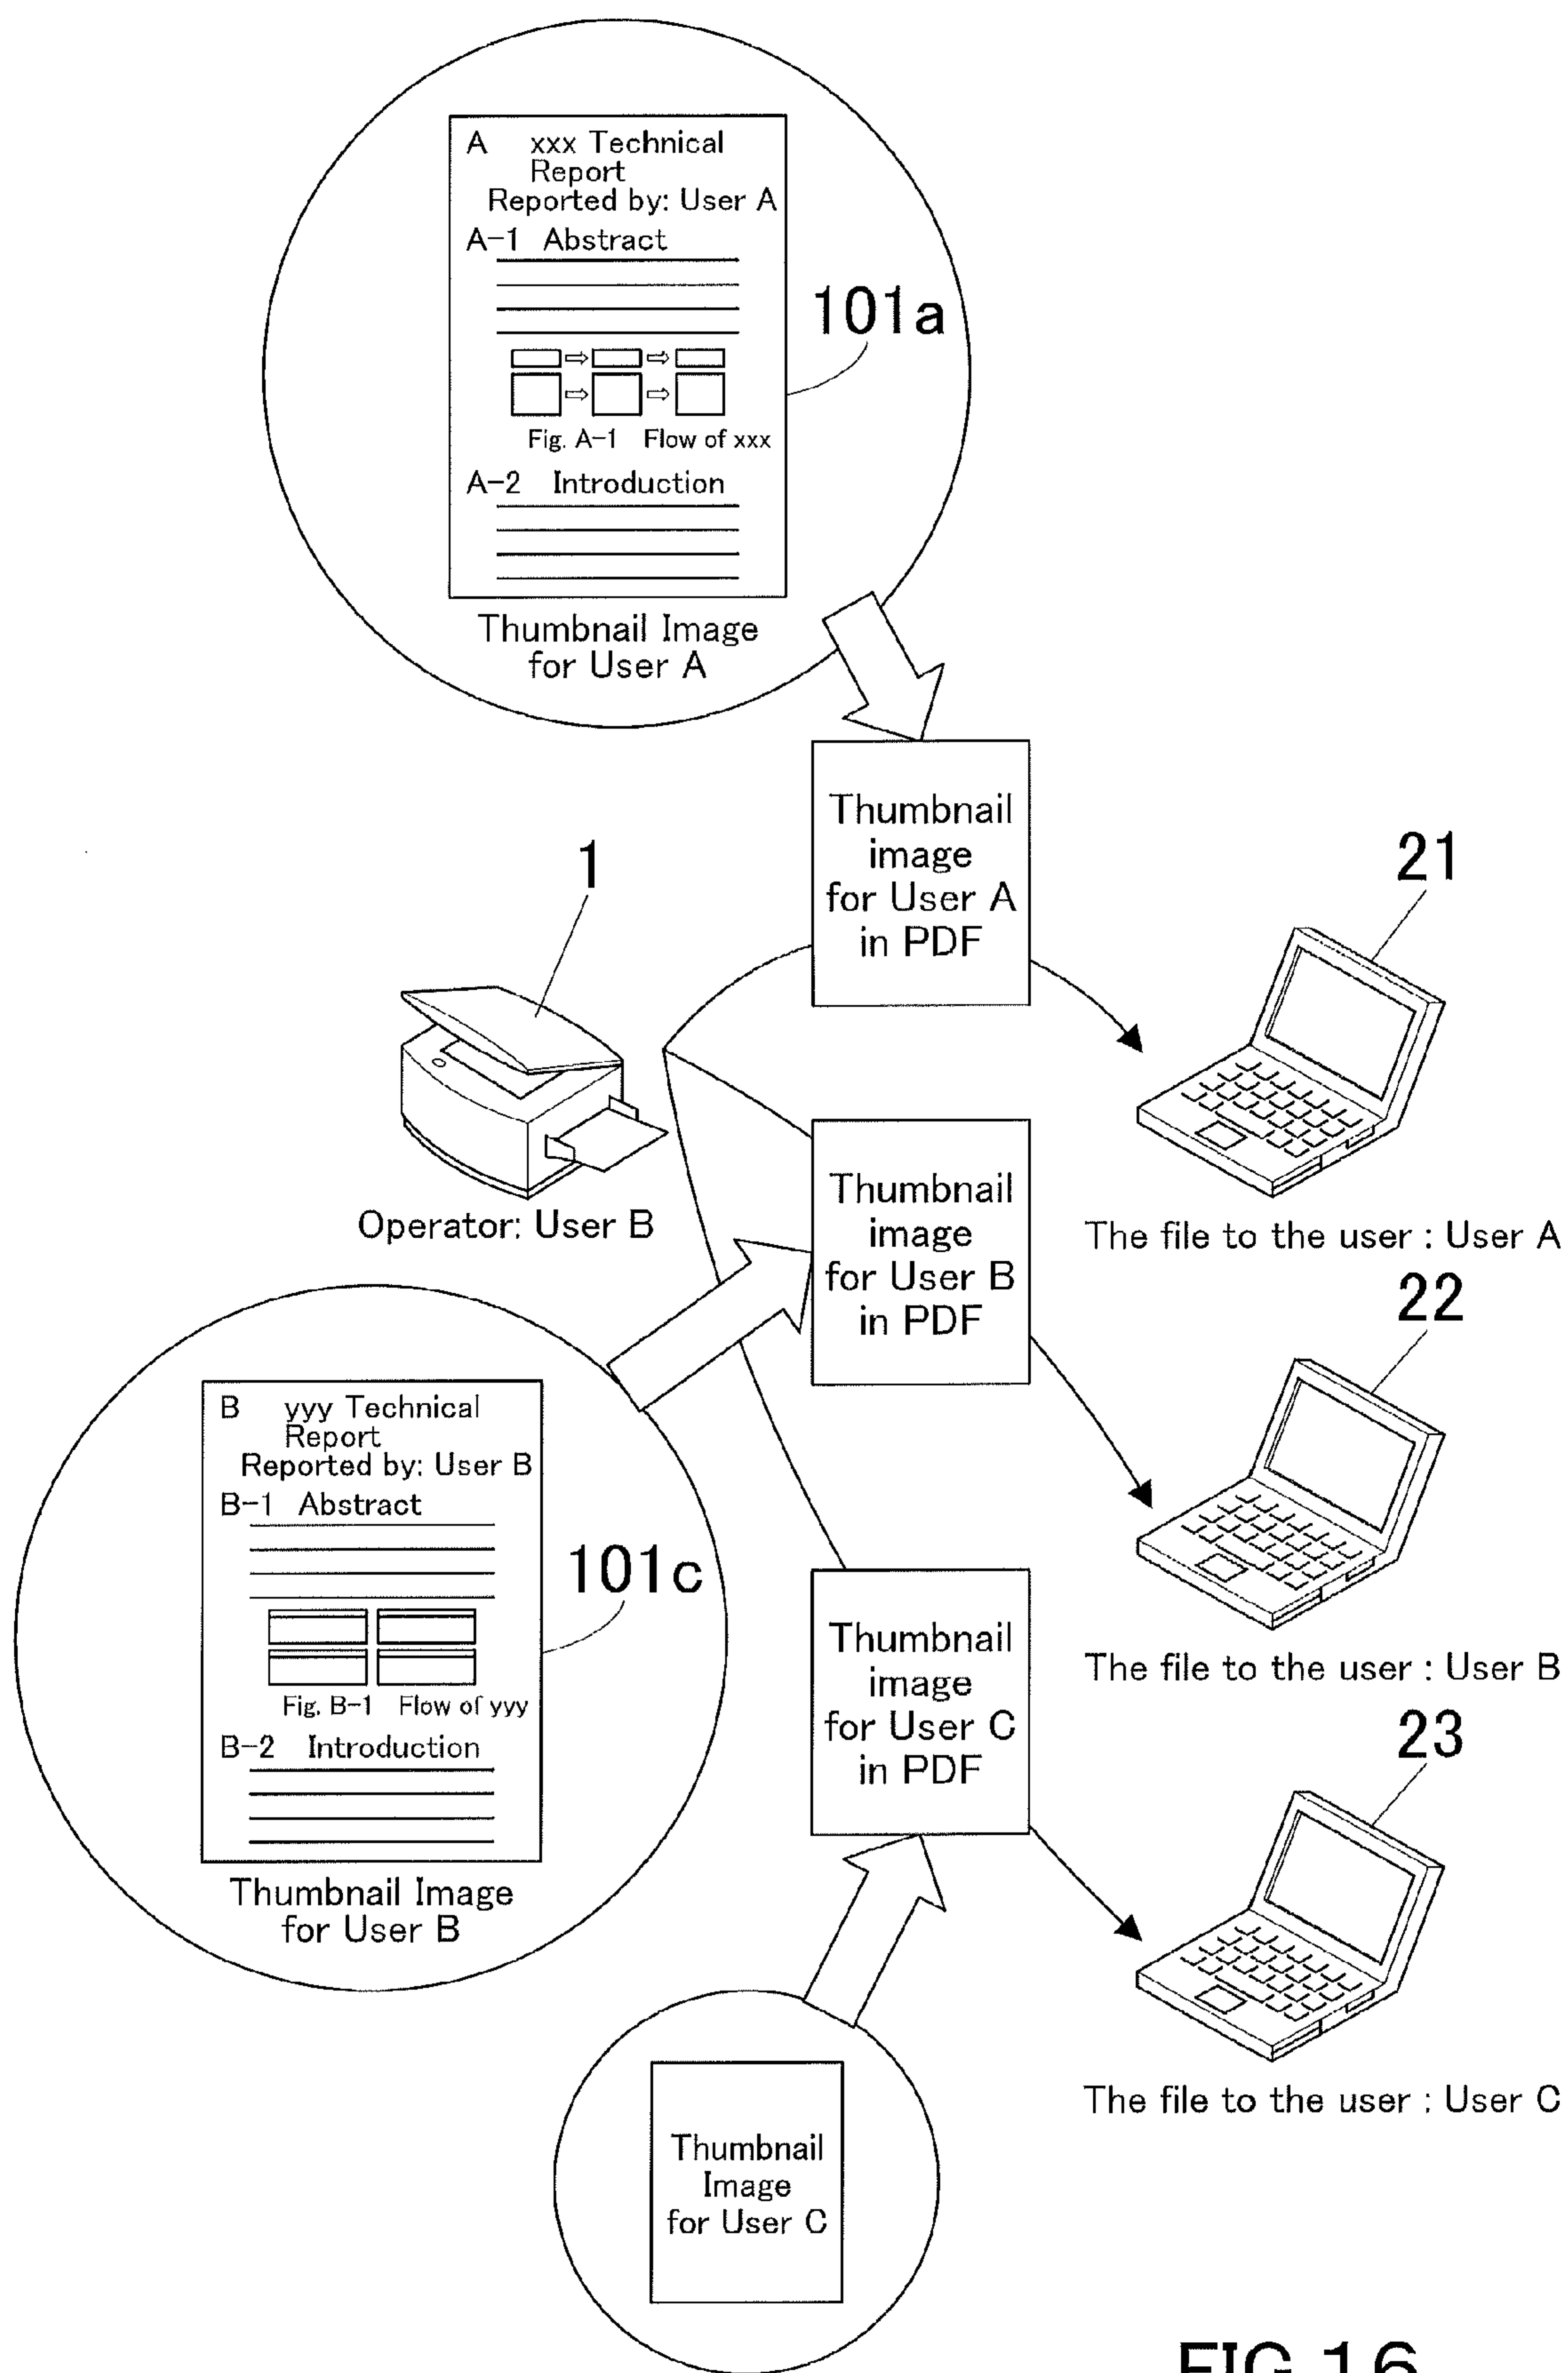 A xxx Technical
Report
Reported by: User A
A-1 Abstract
101a
Fig. A-1 Flow of xxx
A-2 Introduction
Thumbnail Image
for User A
Thumbnail
image
for User A
in PDF
1
21
Operator: User B
The file to the user : User A
Thumbnail
image
for User B
in PDF
22
B yyy Technical
Report
Reported by: User B
B-1 Abstract
101c
Fig. B-1 Flow of yyy
B-2 Introduction
Thumbnail Image
for User B
The file to the user : User B
Thumbnail
image
for User C
in PDF
23
The file to the user : User C
Thumbnail
Image
for User C
FIG.16